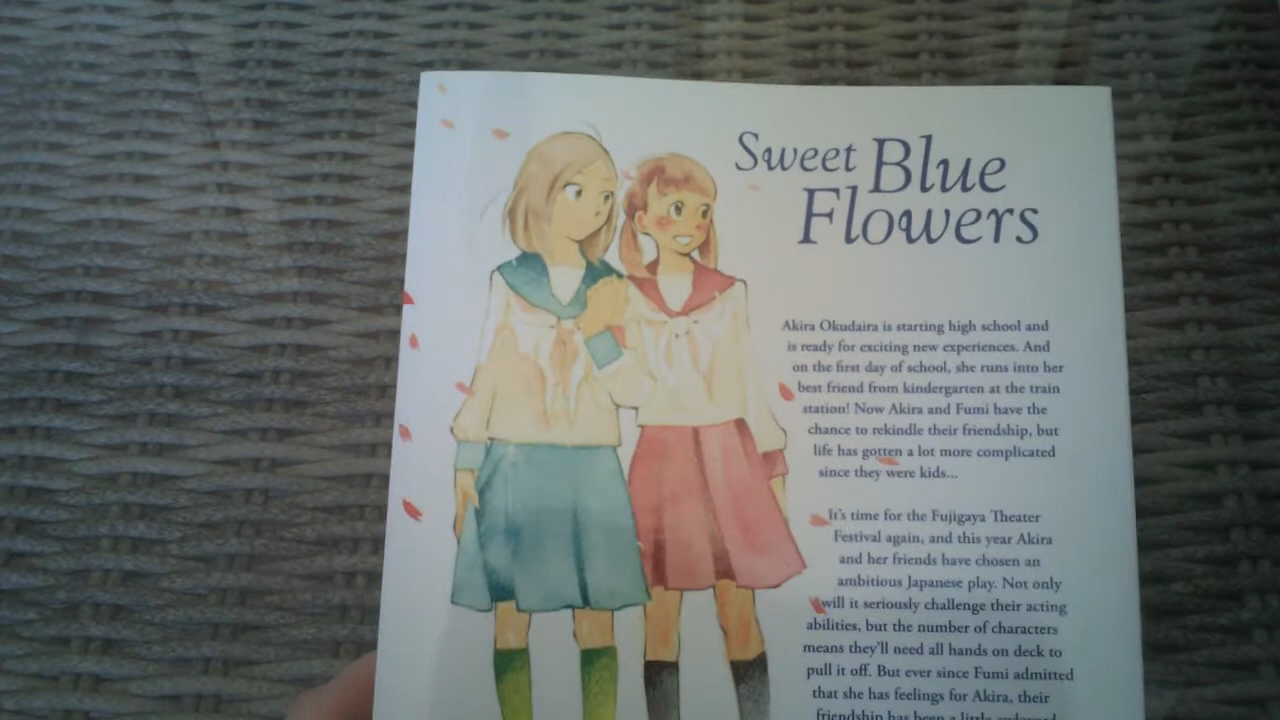 Sweet Blue
Flowers
Akira Okudaira is starting high school and
is ready for exciting new experiences. And
on the first day of school, she runs into her
best friend from kindergarten at the train
station! Now Akira and Fumi have the
chance to rekindle their friendship, but
life has gotten a lot more complicated
since they were kids...
It's time for the Fujigaya Theater
Festival again, and this year Akira
and her friends have chosen an
ambitious Japanese play. Not only
will it seriously challenge their acting
abilities, but the number of characters
means they'll need all hands on deck to
pull it off. But ever since Fumi admitted
that she has feelings for Akira, their
friendship has been a little